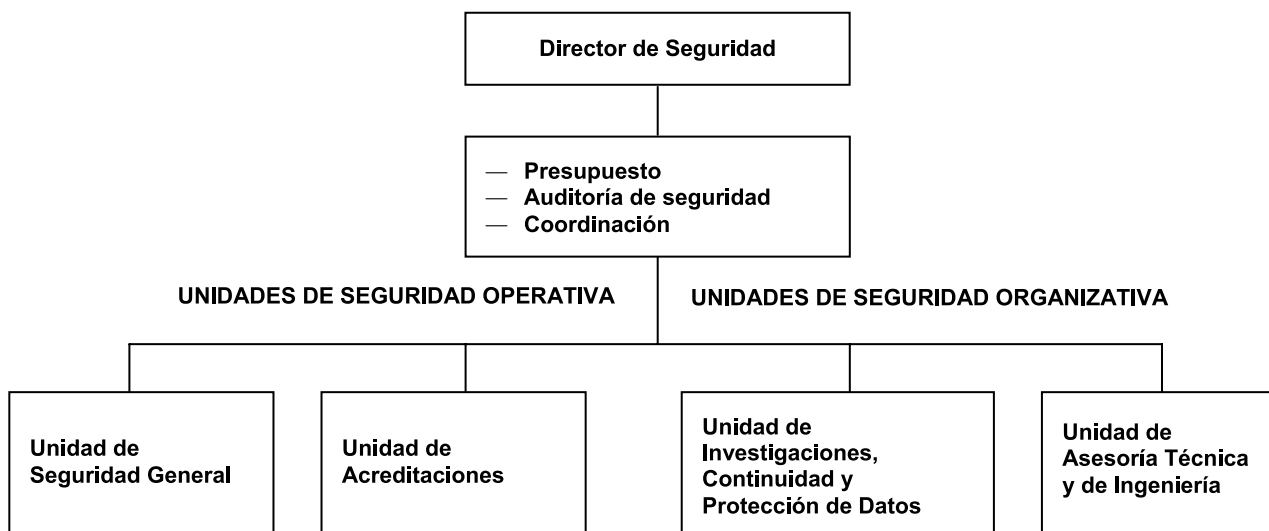 Director de Seguridad
— Presupuesto
— Auditoría de seguridad
— Coordinación
UNIDADES DE SEGURIDAD OPERATIVA
UNIDADES DE SEGURIDAD ORGANIZATIVA
Unidad de
Seguridad General
Unidad de
Acreditaciones
Unidad de
Investigaciones,
Continuidad y
Protección de Datos
Unidad de
Asesoría Técnica
y de Ingeniería